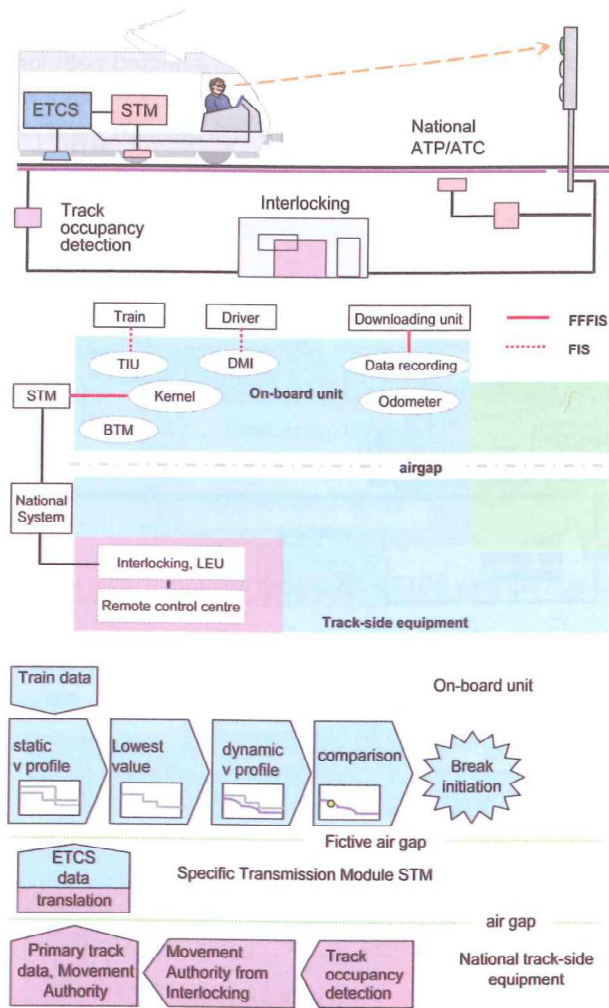 ETCS
STM
National
ATP/ATC
Track
occupancy
detection
Interlocking
Train
Driver
Downloading unit
FFFIS
FIS
TIU
DMI
Data recording
STM
Kernel
On-board unit
Odometer
BTM
airgap
National
System
Interlocking, LEU
Remote control centre
Track-side equipment
Train data
On-board unit
static
v profile
Lowest
value
dynamic
v profile
comparison
Break
initiation
Fictive air gap
ETCS
data
translation
Specific Transmission Module STM
air gap
Primary track
data, Movement
Authority
Movement
Authority from
Interlocking
Track
occupancy
detection
National track-side
equipment